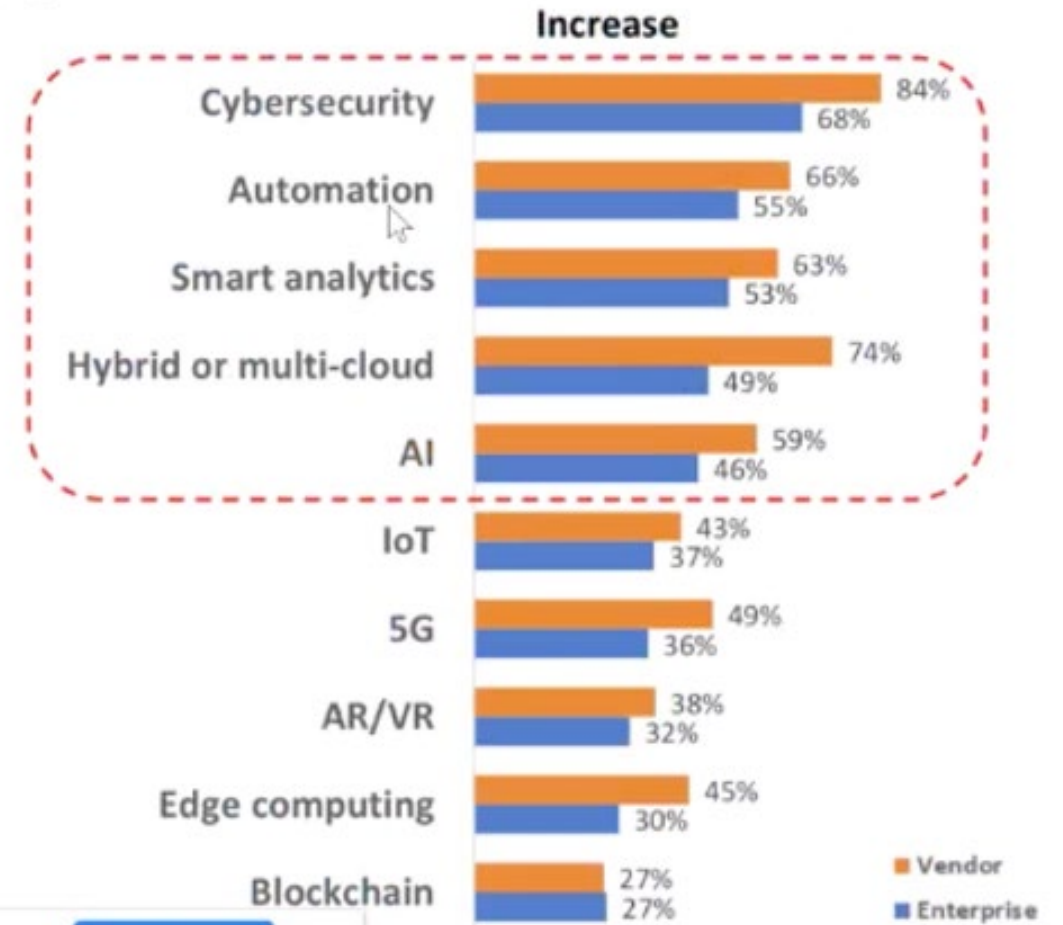 Increase
Cybersecurity
84%
68%
Automation
66%
55%
Smart analytics
63%
53%
Hybrid or multi-cloud
74%
49%
AI
59%
46%
IoT
43%
37%
5G
49%
36%
AR/VR
38%
32%
Edge computing
45%
30%
Blockchain
27%
27%
Vendor
Enterprise